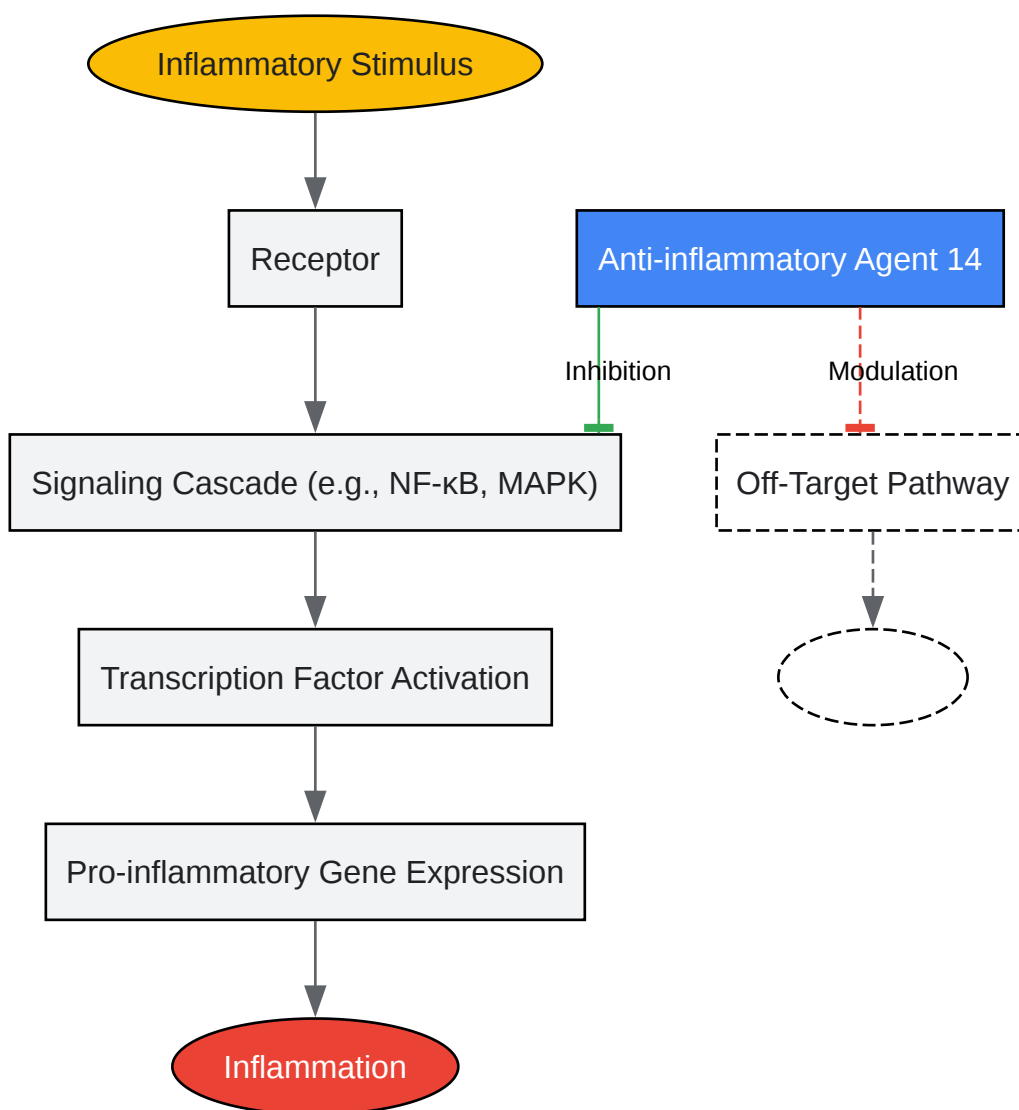 Inflammatory Stimulus
Receptor
Anti-inflammatory Agent 14
Inhibition
Modulation
Signaling Cascade (e.g., NF-κB, MAPK)
Off-Target Pathway
Transcription Factor Activation
Pro-inflammatory Gene Expression
Inflammation